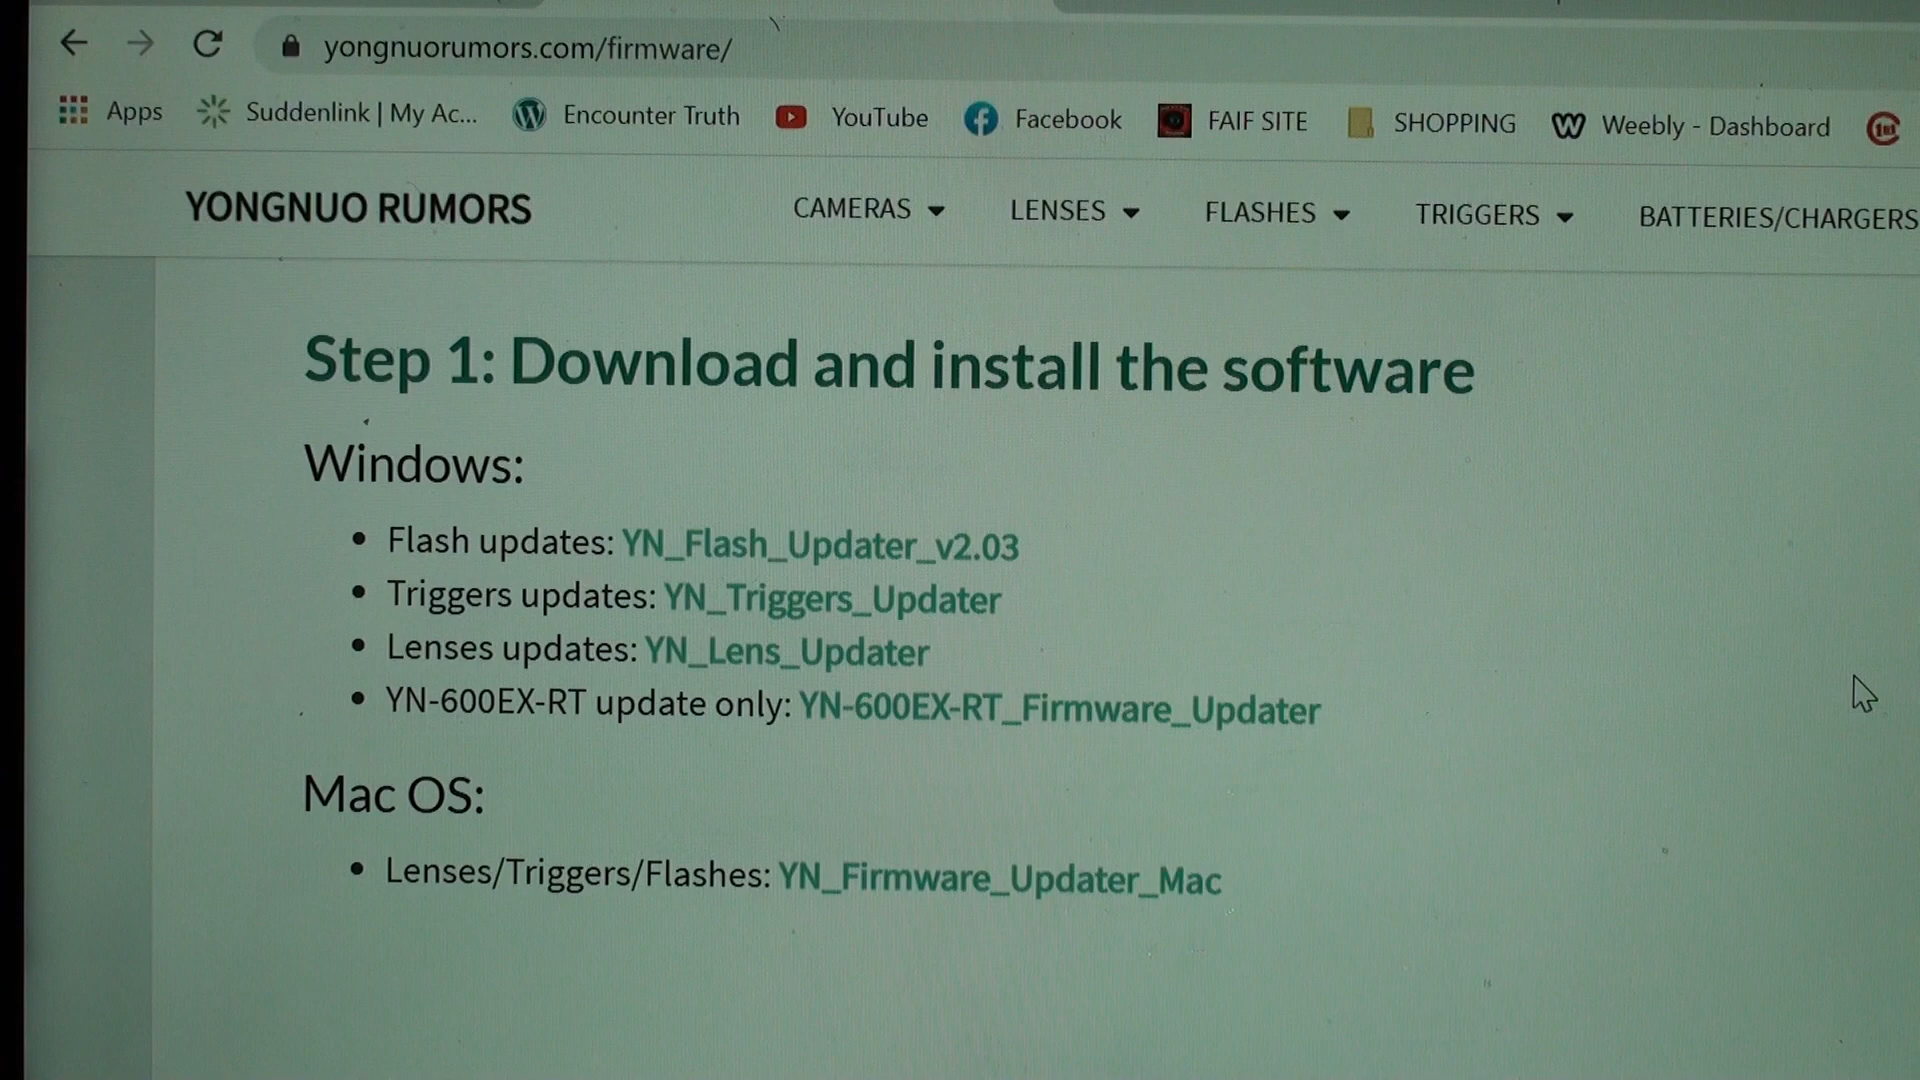 yongnuorumors.com/firmware/
Apps Suddenlink | My Ac... Encounter Truth YouTube Facebook FAIF SITE SHOPPING Weebly - Dashboard
YONGNUO RUMORS CAMERAS LENSES FLASHES TRIGGERS BATTERIES/CHARGERS
Step 1: Download and install the software
Windows:
• Flash updates: YN_Flash_Updater_v2.03
• Triggers updates: YN_Triggers_Updater
• Lenses updates: YN_Lens_Updater
• YN-600EX-RT update only: YN-600EX-RT_Firmware_Updater
Mac OS:
• Lenses/Triggers/Flashes: YN_Firmware_Updater_Mac